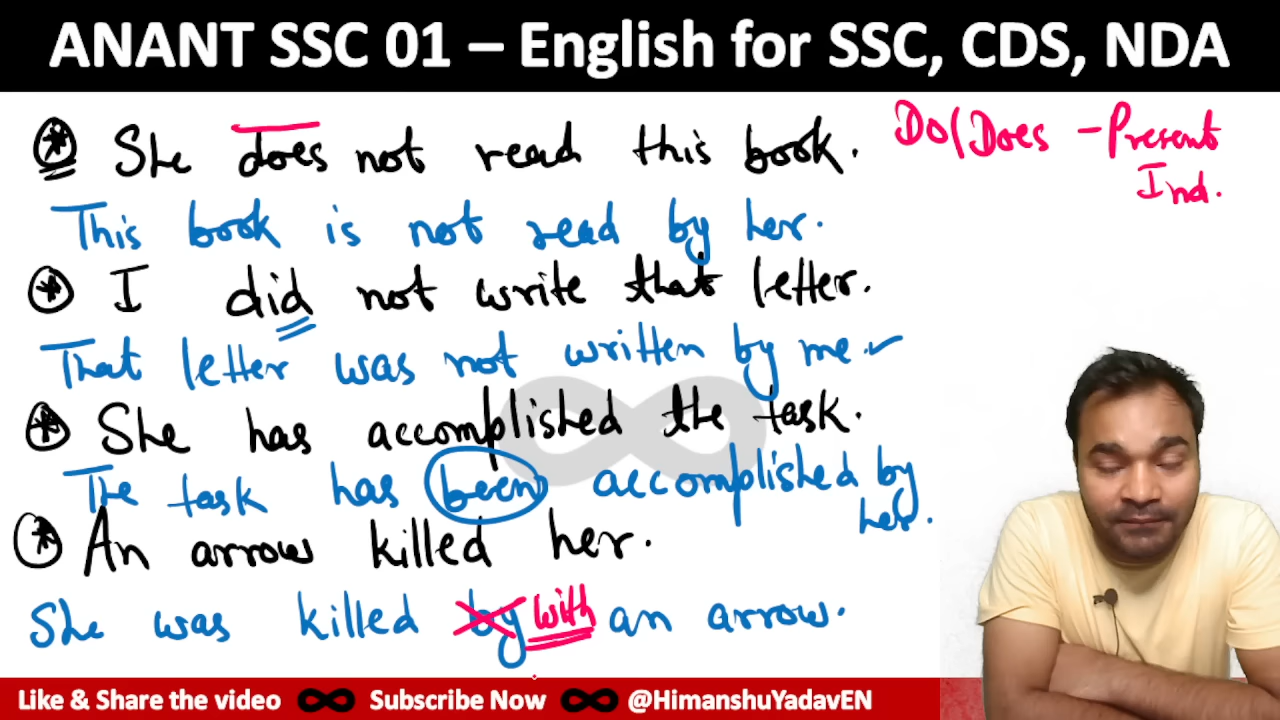 ANANT SSC 01 – English for SSC, CDS, NDA
* She does not read this book.
Do/Does - Present
Ind.
This book is not read by her.
* I did not write that letter.
That letter was not written by me
* She has accomplished the task.
The task has been accomplished by
her.
* An arrow killed her.
She was killed by with an arrow.
Like & Share the video Subscribe Now @HimanshuYadavEN